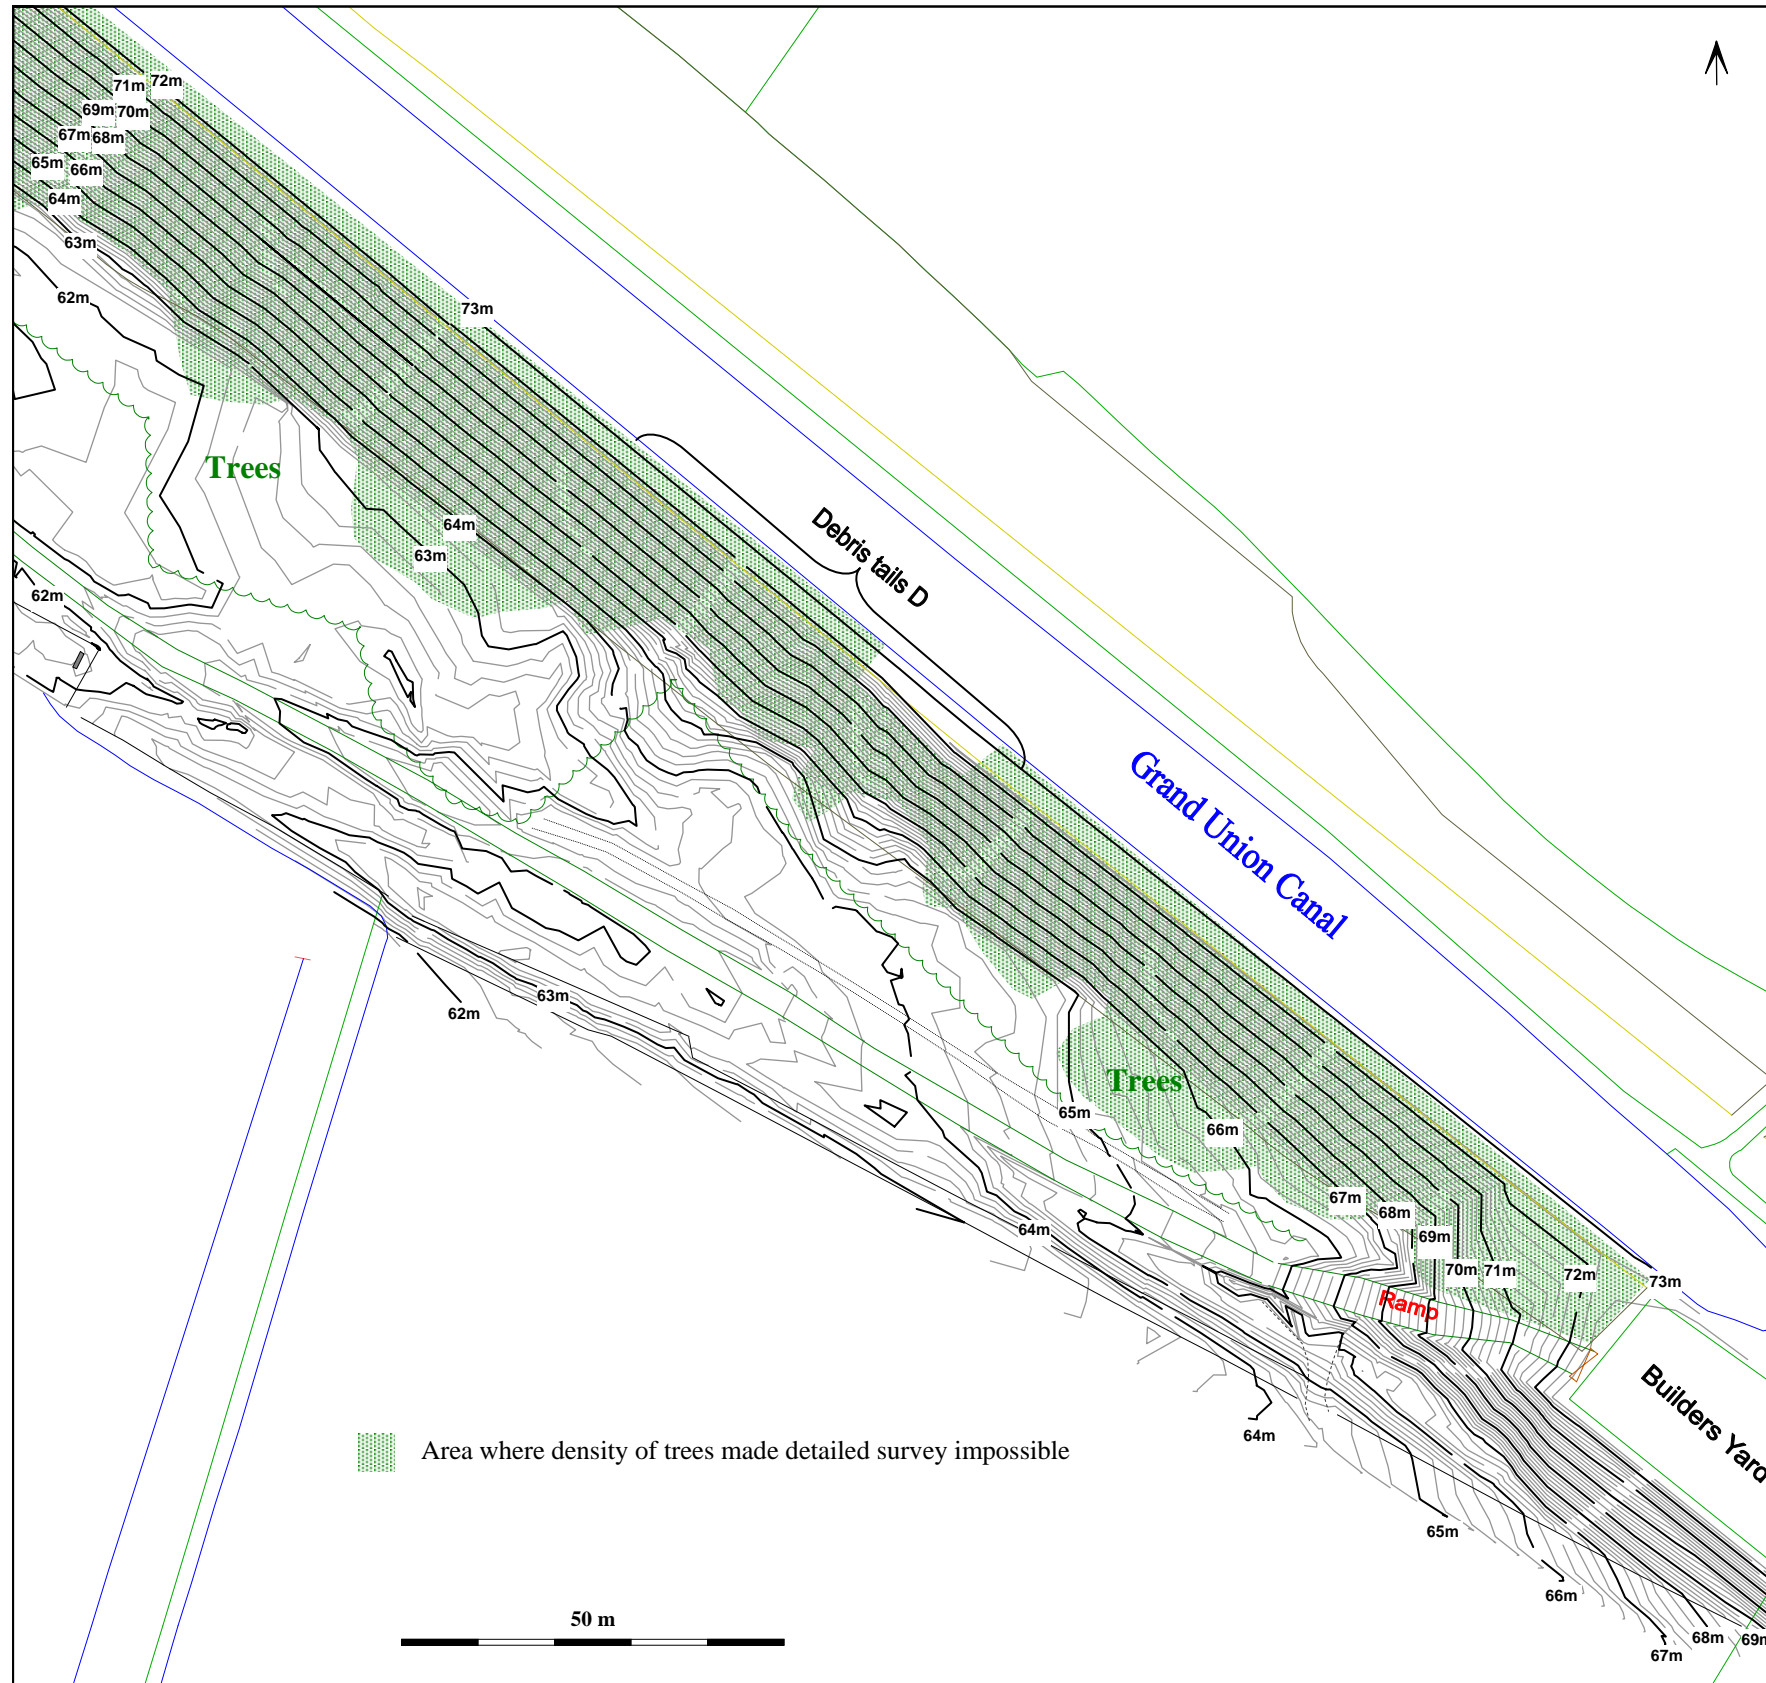 71m 72m
69m 70m
67m 68m
65m 66m
64m
63m
62m
73m
Trees
64m
63m
Debris tails D
62m
Grand Union Canal
63m
62m
Trees
65m
66m
67m
68m
64m
69m
70m 71m
72m
73m
Ramp
Builders Yard
64m
Area where density of trees made detailed survey impossible
65m
66m
50 m
68m
67m